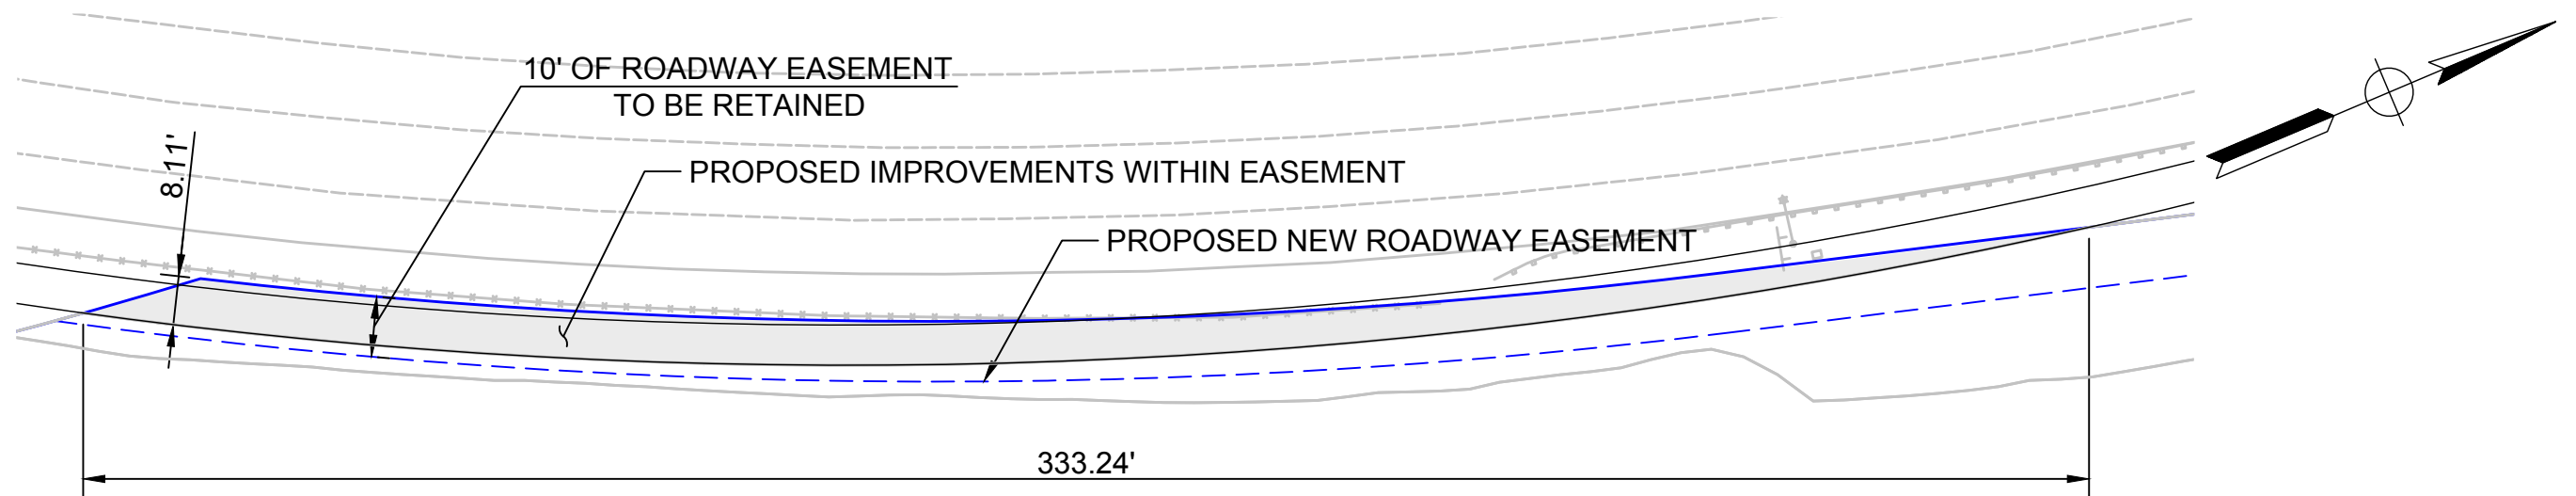 10' OF ROADWAY EASEMENT
TO BE RETAINED
8.11'
PROPOSED IMPROVEMENTS WITHIN EASEMENT
PROPOSED NEW ROADWAY EASEMENT
333.24'